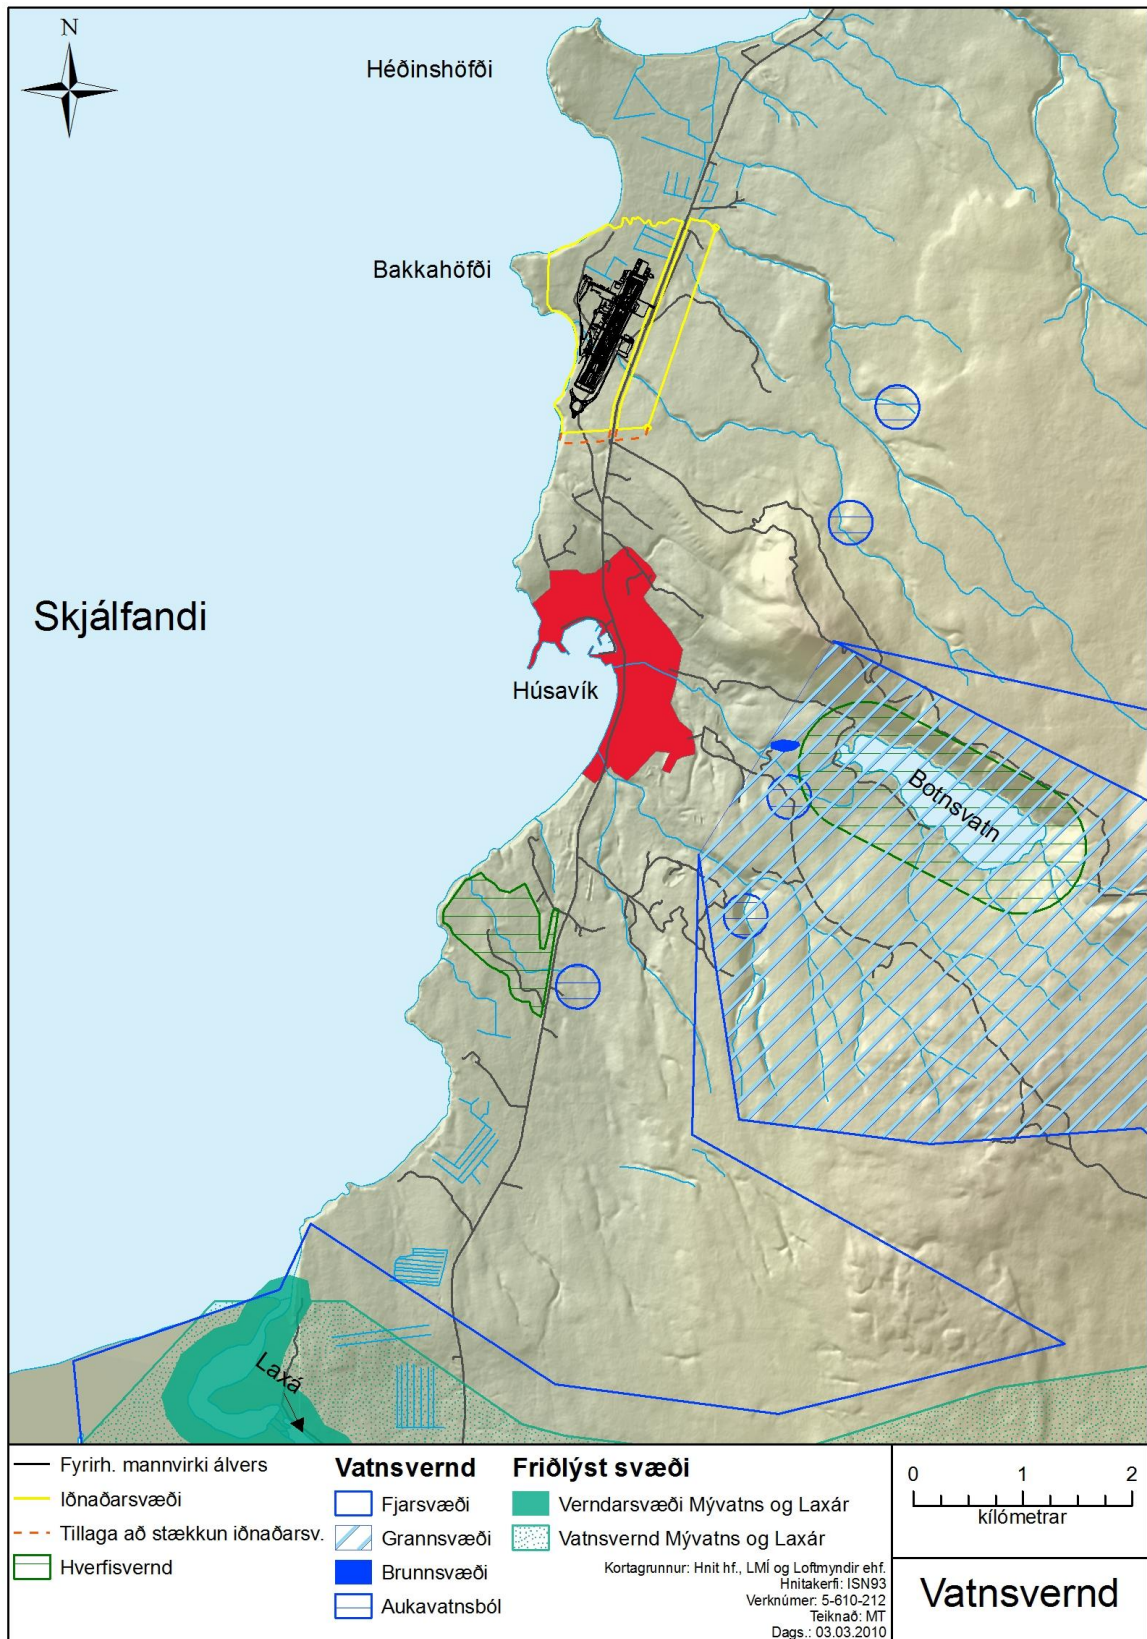 N
Héðinshöfði
Bakkahöfði
Skjálfandi
Húsavík
Botnsvatn
Laxá
Fyrirh. mannvirki álvers
Iðnaðarsvæði
Tillaga að stækkun iðnaðarsv.
Hverfisvernd
Vatnsvernd
Fjarsvæði
Grannsvæði
Brunnsvæði
Aukavatnsból
Friðlýst svæði
Verndarsvæði Mývatns og Laxár
Vatnsvernd Mývatns og Laxár
Kortagrunnur: Hnit hf., LMÍ og Loftmyndir ehf.
Hnitakerfi: ISN93
Verknúmer: 5-610-212
Teiknað: MT
Dags.: 03.03.2010
0 1 2
kílómetrar
Vatnsvernd